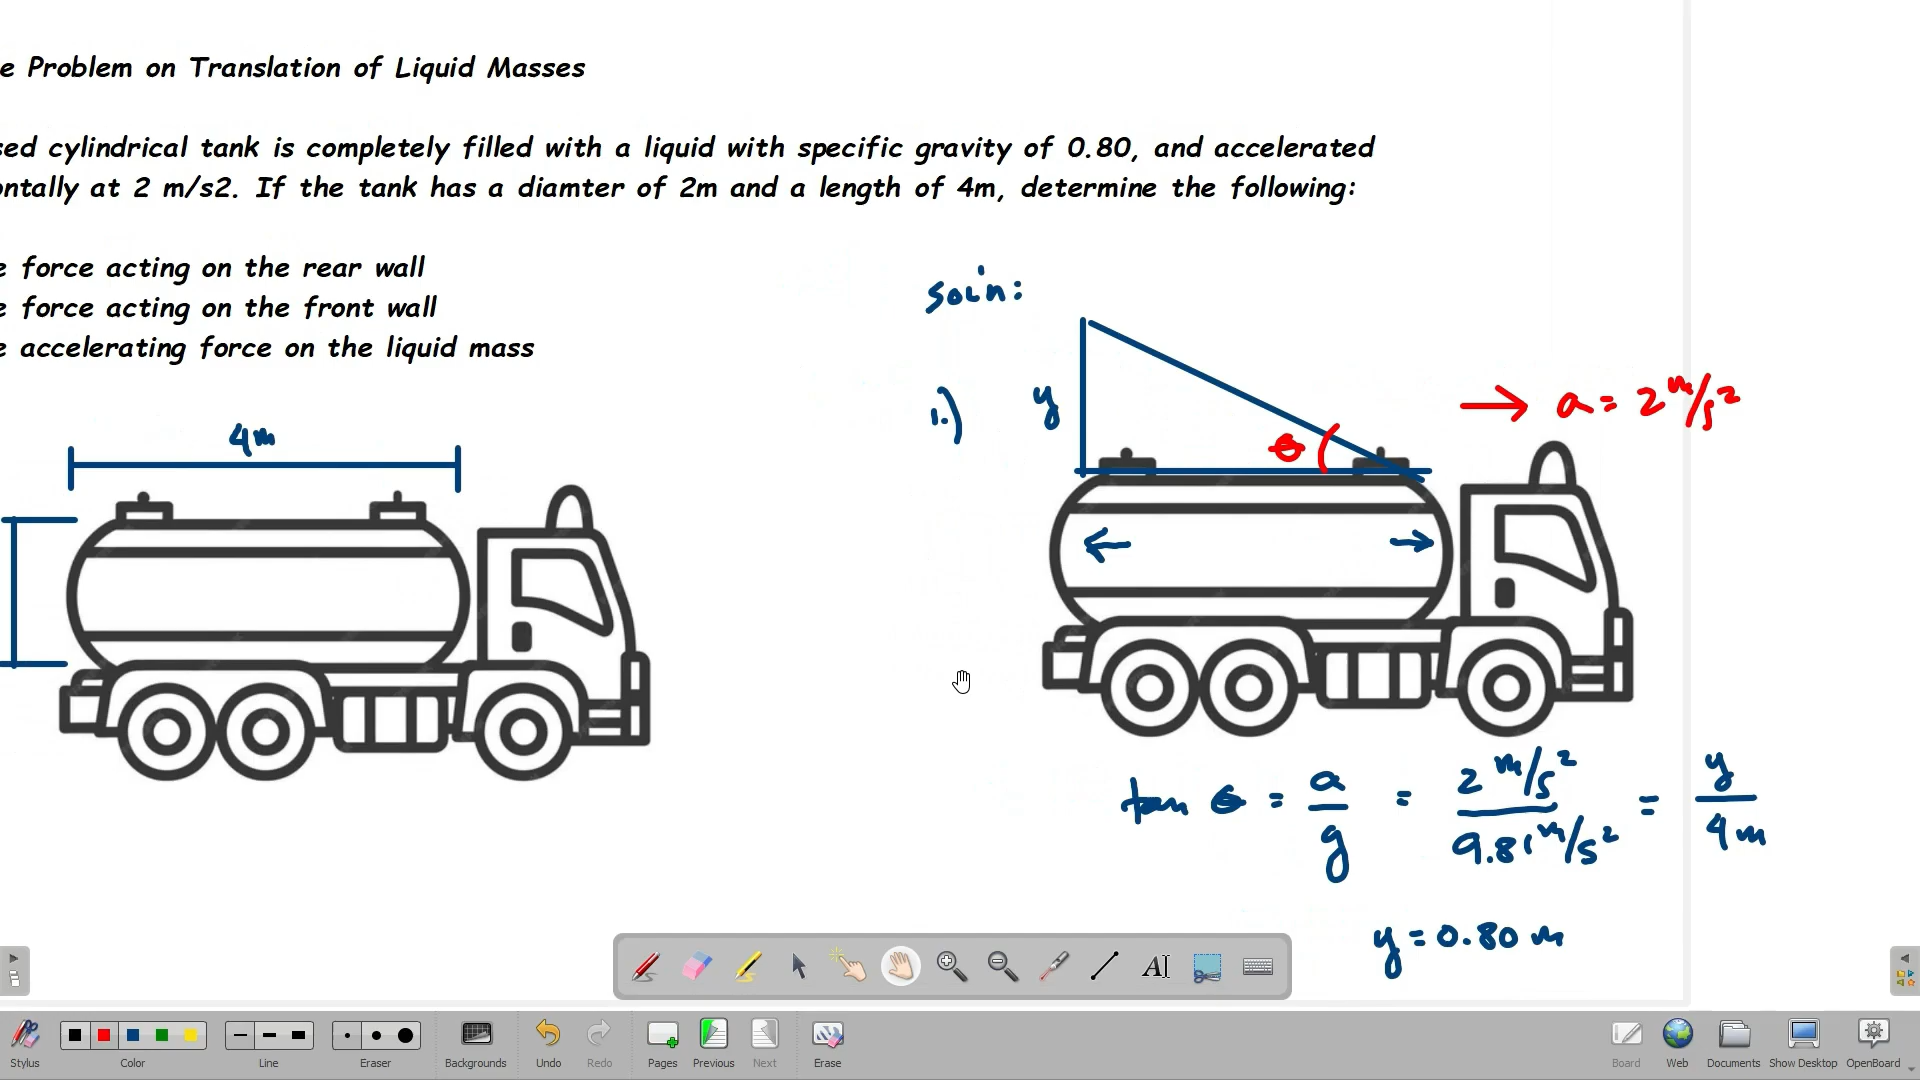 e Problem on Translation of Liquid Masses
sed cylindrical tank is completely filled with a liquid with specific gravity of 0.80, and accelerated
ontally at 2 m/s2. If the tank has a diamter of 2m and a length of 4m, determine the following:
e force acting on the rear wall
e force acting on the front wall
e accelerating force on the liquid mass
Sol'n:
1.)
y
θ
→ a = 2 m/s²
4m
tan θ = a/g = 2 m/s² / 9.81 m/s² = y/4m
y = 0.80 m
Stylus
Color
Line
Eraser
Backgrounds
Undo
Redo
Pages
Previous
Next
Erase
Board
Web
Documents
Show Desktop
OpenBoard